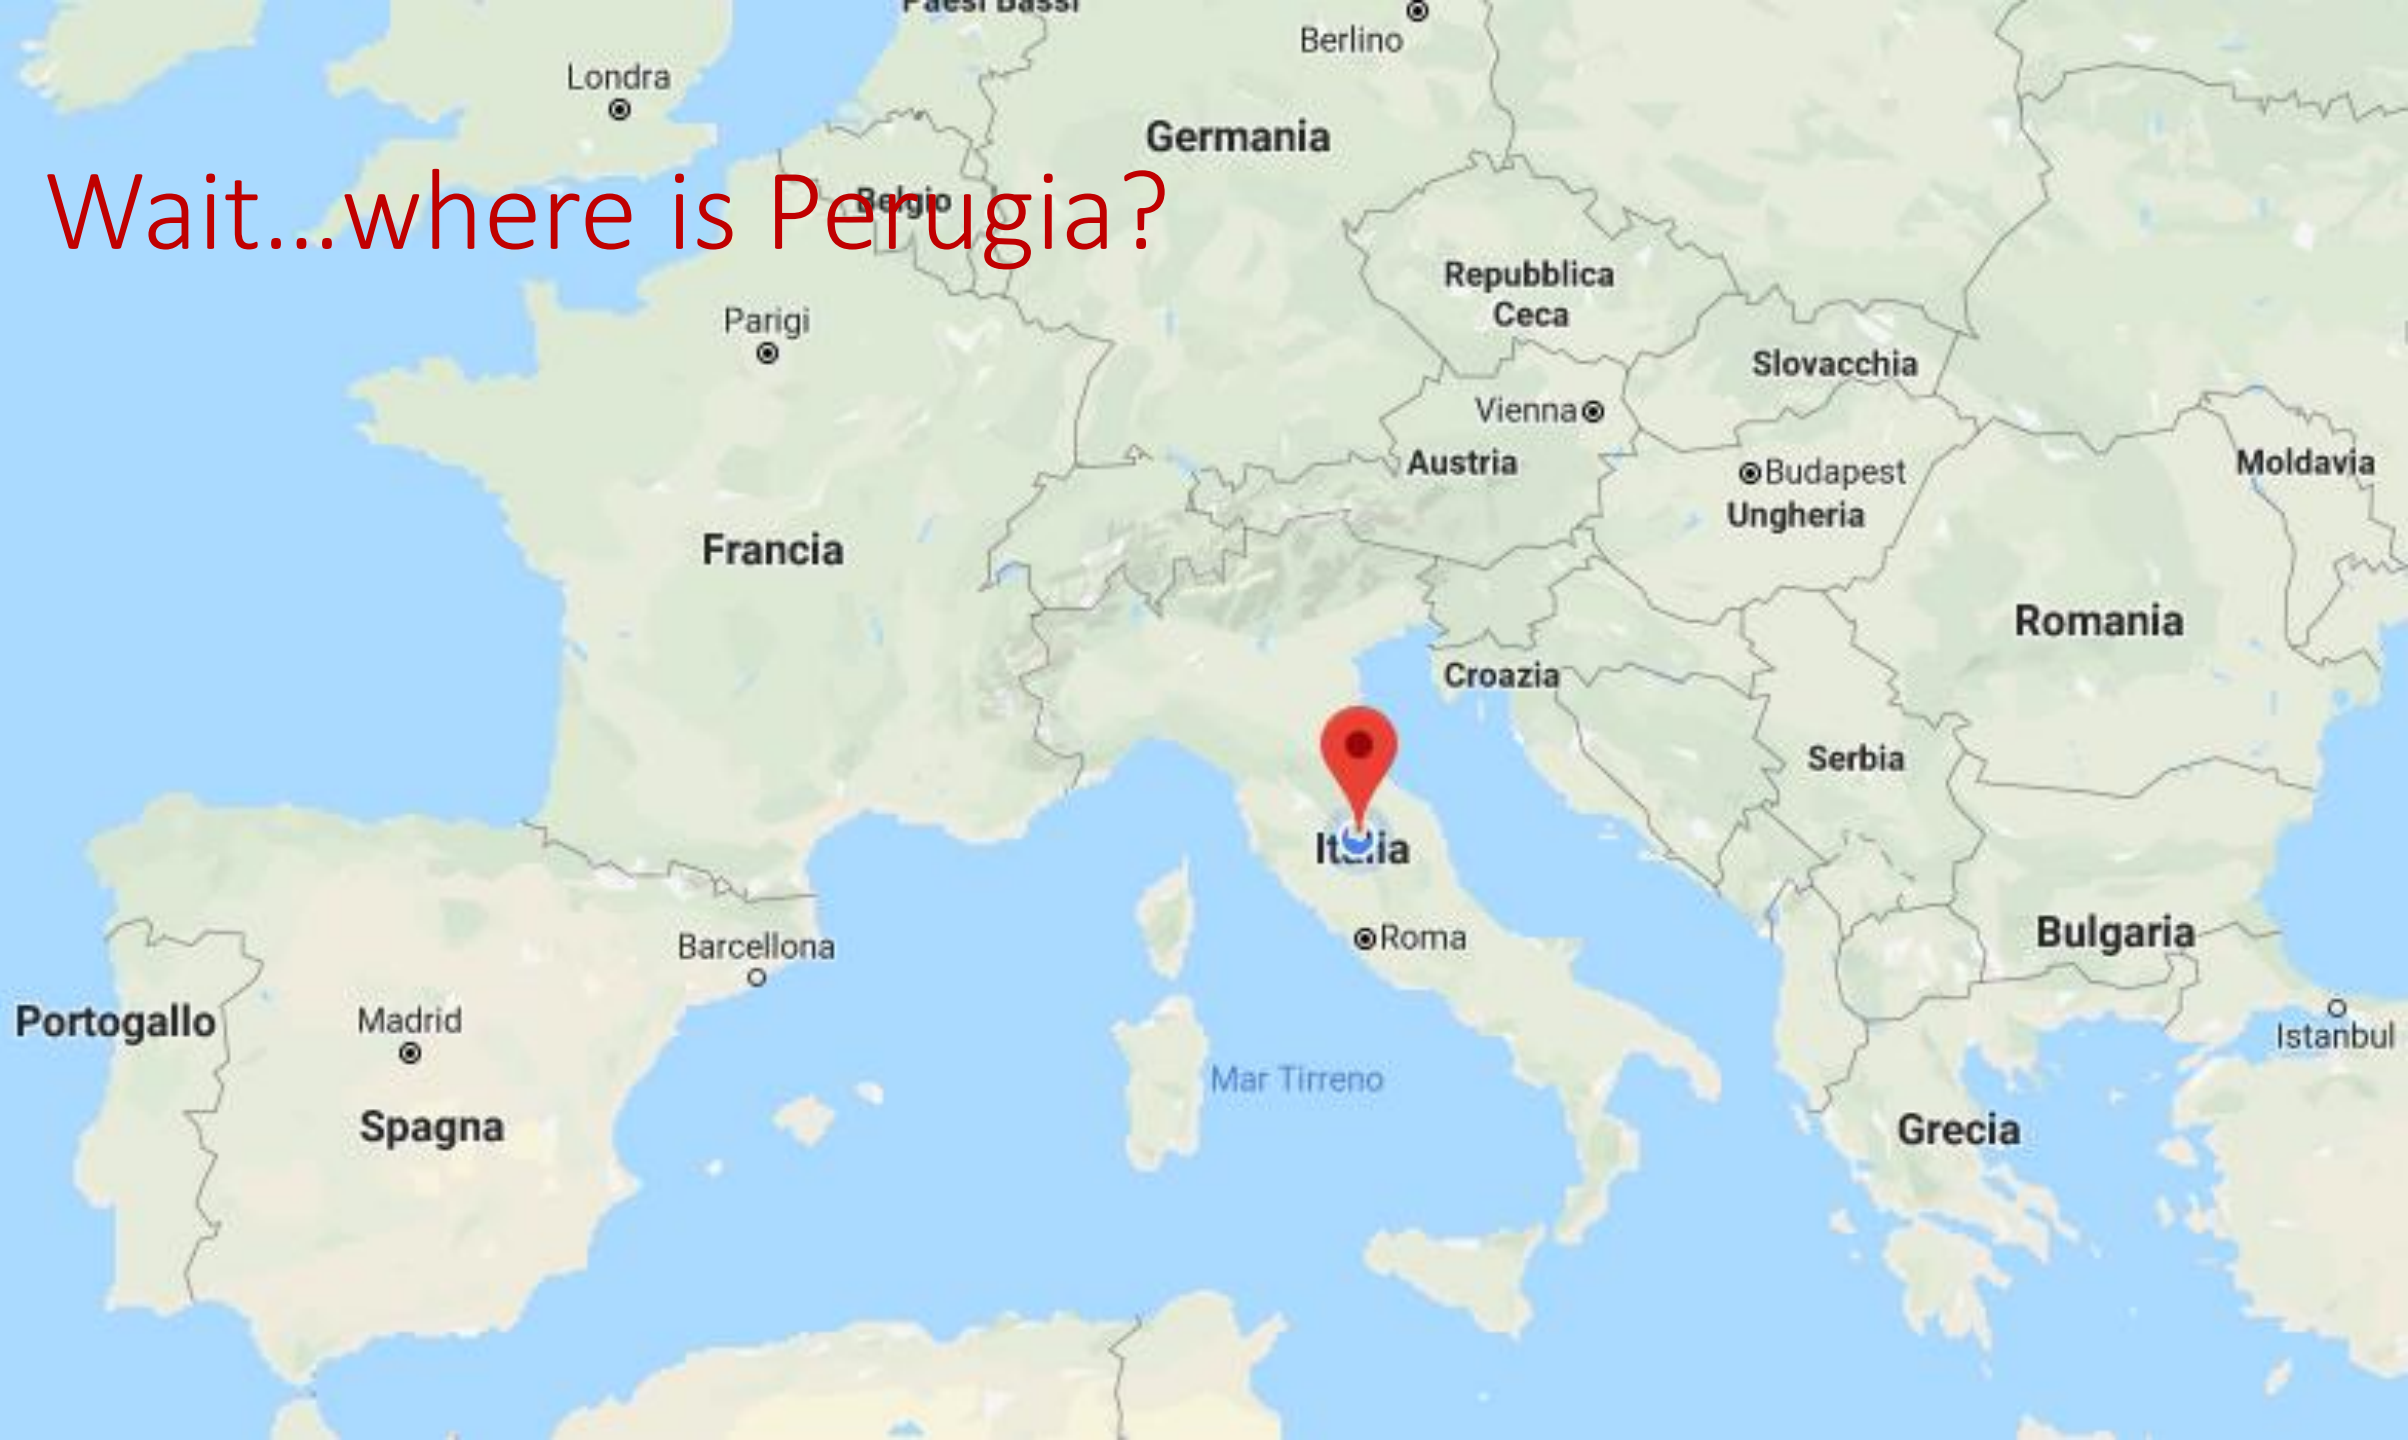 Paesi Bassi
Berlino
Londra
Germania
Wait...where is Perugia?
Belgio
Repubblica
Ceca
Parigi
Slovacchia
Vienna
Austria
Budapest
Moldavia
Ungheria
Francia
Romania
Croazia
Serbia
Italia
Bulgaria
Roma
Barcellona
Portogallo
Madrid
Istanbul
Mar Tirreno
Spagna
Grecia